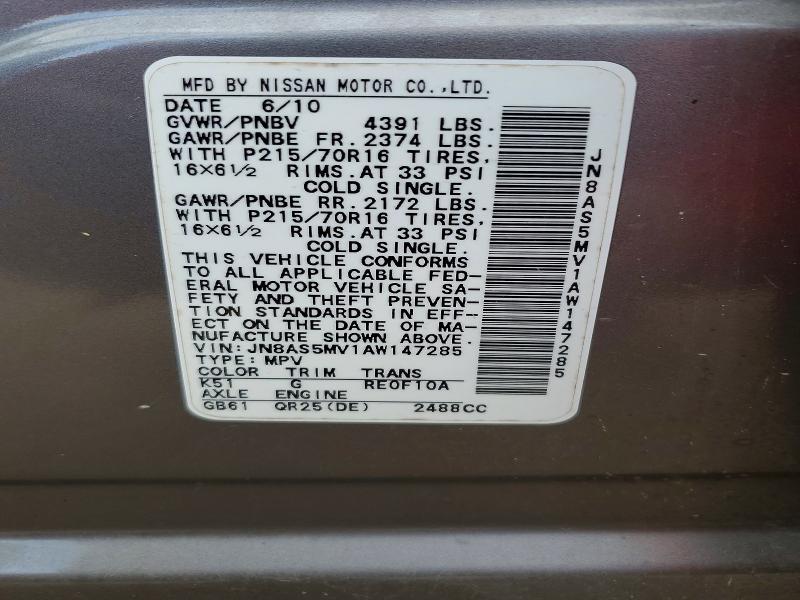 MFD BY NISSAN MOTOR CO.,LTD.
DATE 6/10
GVWR/PNBV 4391 LBS.
GAWR/PNBE FR. 2374 LBS.
WITH P215/70R16 TIRES,
16X6½ RIMS. AT 33 PSI
COLD SINGLE.
GAWR/PNBE RR. 2172 LBS.
WITH P215/70R16 TIRES,
16X6½ RIMS. AT 33 PSI
COLD SINGLE.
THIS VEHICLE CONFORMS
TO ALL APPLICABLE FED-
ERAL MOTOR VEHICLE SA-
FETY AND THEFT PREVEN-
TION STANDARDS IN EFF-
ECT ON THE DATE OF MA-
NUFACTURE SHOWN ABOVE.
VIN: JN8AS5MV1AW147285
TYPE: MPV
COLOR TRIM TRANS
K51 G RE0F10A
AXLE ENGINE
GB61 QR25(DE) 2488CC
JN8AS5MV1AW147285